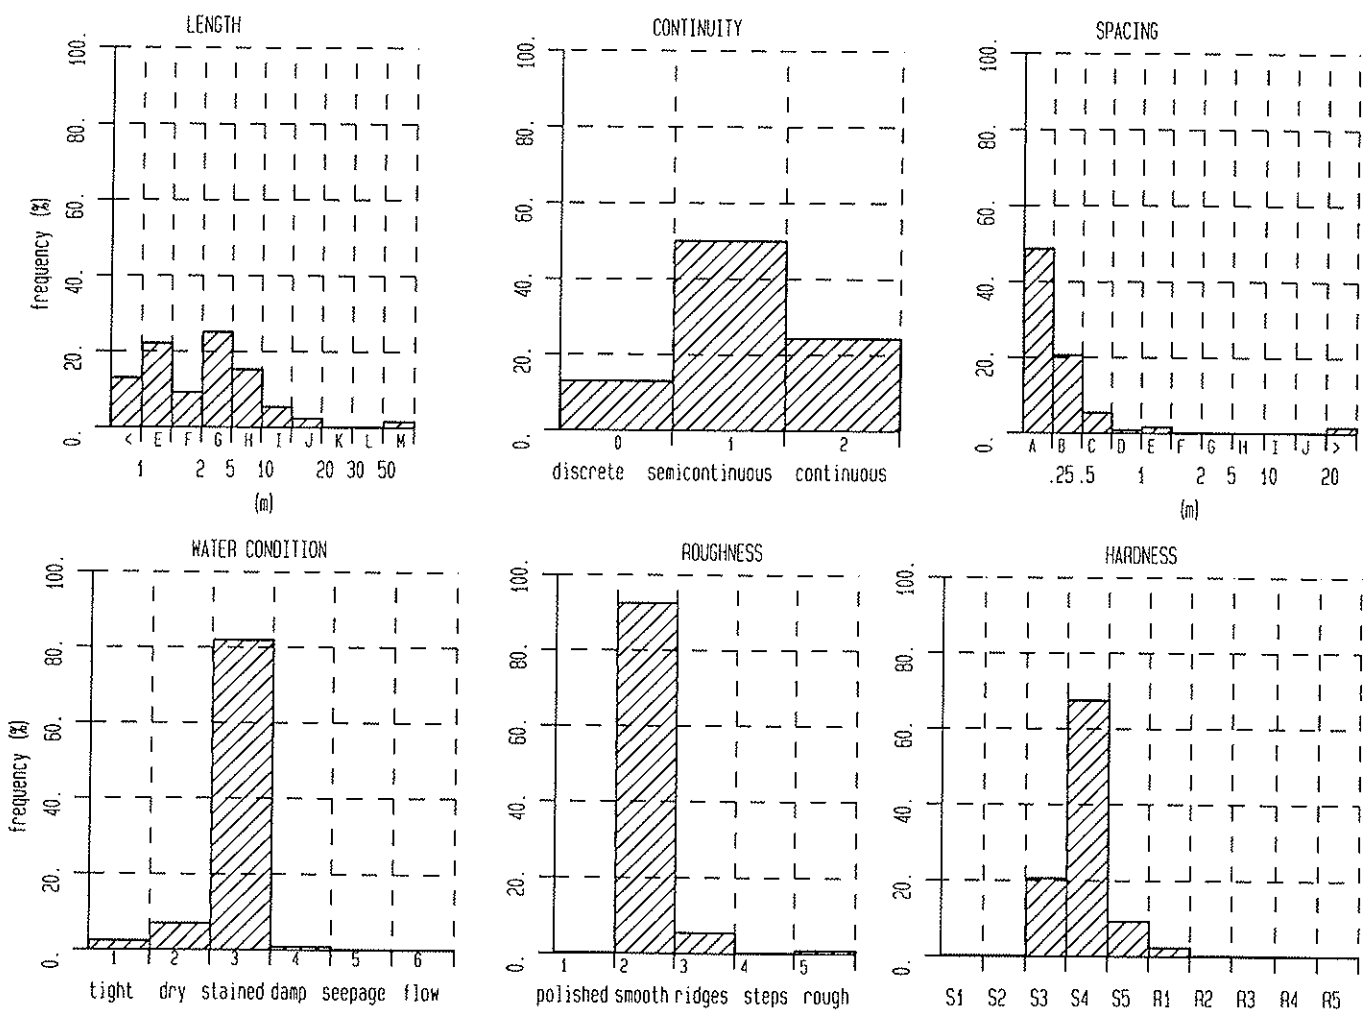 LENGTH
100.
80.
60.
40.
20.
0.
frequency (%)
< E F G H I J K L M
1 2 5 10 20 30 50
(m)
CONTINUITY
100.
80.
60.
40.
20.
0.
0 1 2
discrete semicontinuous continuous
SPACING
100.
80.
60.
40.
20.
0.
A B C D E F G H I J >
.25 .5 1 2 5 10 20
(m)
WATER CONDITION
100.
80.
60.
40.
20.
0.
frequency (%)
1 2 3 4 5 6
tight dry stained damp seepage flow
ROUGHNESS
100.
80.
60.
40.
20.
0.
1 2 3 4 5
polished smooth ridges steps rough
HARDNESS
100.
80.
60.
40.
20.
0.
S1 S2 S3 S4 S5 R1 R2 R3 R4 R5